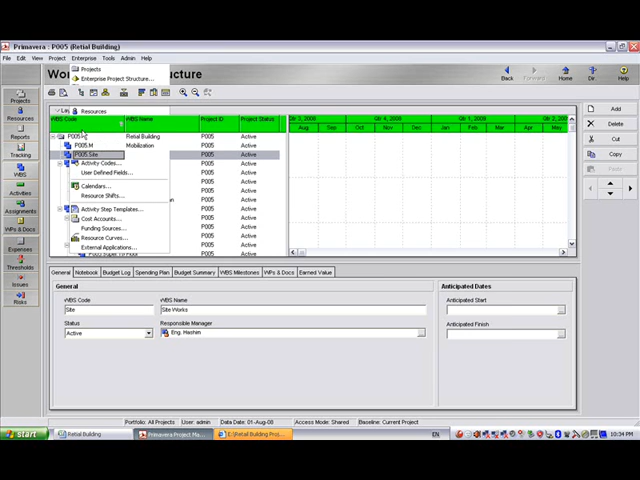 Primavera : P005 (Retial Building)
File Edit View Project Enterprise Tools Admin Help
Projects
Enterprise Project Structure...
Resources
Activity Codes...
User Defined Fields...
Calendars...
Resource Shifts...
Activity Step Templates...
Cost Accounts...
Funding Sources...
Resource Curves...
External Applications...
Back Forward Home Dir. Help
Projects
Resources
Reports
Tracking
WBS
Activities
Assignments
WPs & Docs
Expenses
Thresholds
Issues
Risks
WBS Code WBS Name Project ID Project Status
Retial Building P005 Active
P005.M Mobilization P005 Active
P005.Site P005 Active
P005 Active
P005 Active
P005 Active
P005 Active
P005 Active
P005 Active
P005 Active
P005 Active
P005 Active
P005 Active
Qtr 3, 2008 Qtr 4, 2008 Qtr 1, 2009 Qtr 2, 2009
Aug Sep Oct Nov Dec Jan Feb Mar Apr May
Add
Delete
Cut
Copy
Paste
General Notebook Budget Log Spending Plan Budget Summary WBS Milestones WPs & Docs Earned Value
General
WBS Code WBS Name
Site Site Works
Status Responsible Manager
Active Eng. Hashim
Anticipated Dates
Anticipated Start
Anticipated Finish
Portfolio: All Projects User: admin Data Date: 01-Aug-08 Access Mode: Shared Baseline: Current Project
start Retial Building Primavera Project Ma... E:\Retial Building Proj... EN 10:34 PM